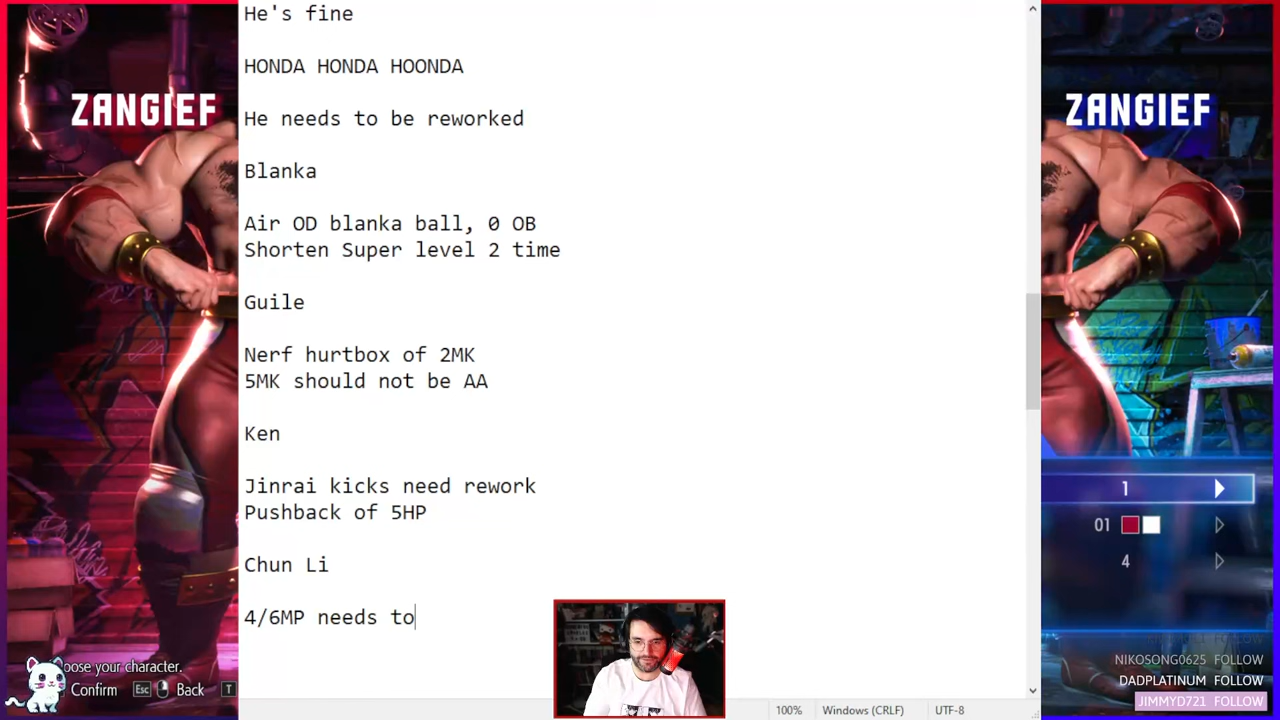 He's fine
HONDA HONDA HOONDA
He needs to be reworked
Blanka
Air OD blanka ball, 0 OB
Shorten Super level 2 time
Guile
Nerf hurtbox of 2MK
5MK should not be AA
Ken
Jinrai kicks need rework
Pushback of 5HP
Chun Li
4/6MP needs to
ZANGIEF
ZANGIEF
1
01
4
oose your character.
Confirm Esc Back T
NIKOSONG0625 FOLLOW
DADPLATINUM FOLLOW
JIMMYD721 FOLLOW
100% Windows (CRLF) UTF-8